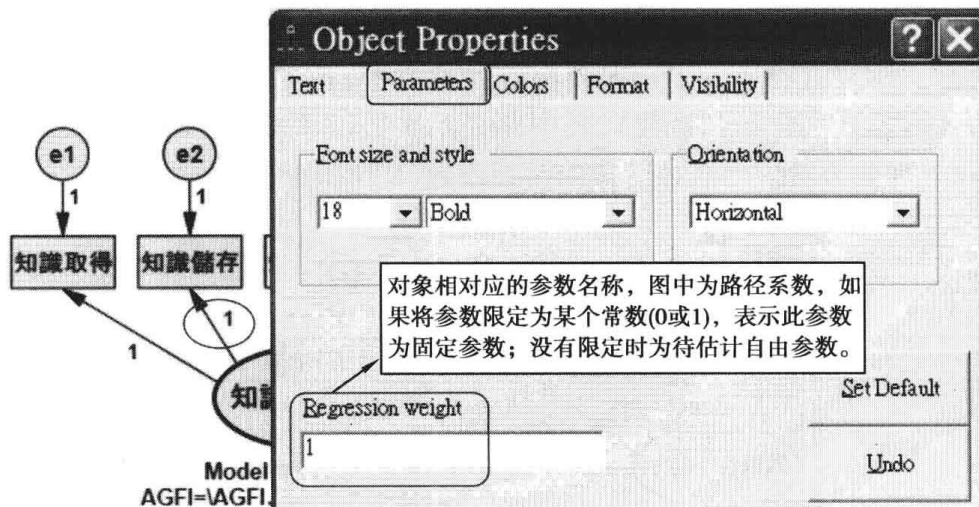 Object Properties
Text Parameters Colors Format Visibility
e1 e2
Font size and style Orientation
1 1
18 Bold Horizontal
知識取得 知識儲存
对象相对应的参数名称，图中为路径系数，如
果将参数限定为某个常数(0或1)，表示此参数
为固定参数；没有限定时为待估计自由参数。
1
1
知
Set Default
Regression weight
1
Undo
Model
AGFI=\AGFI